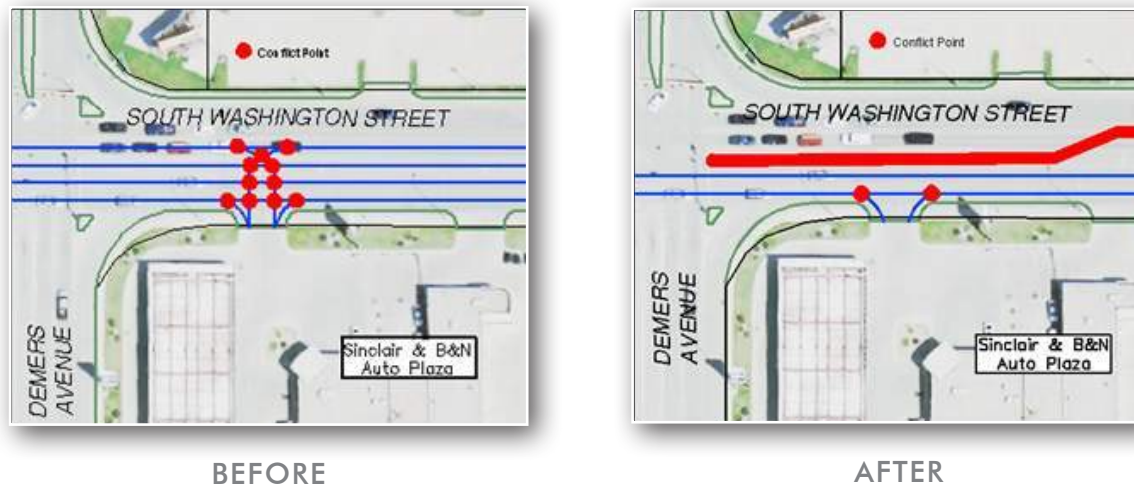 Conflict Point
SOUTH WASHINGTON STREET
DEMERS
AVENUE
Sinclair & B&N
Auto Plaza
BEFORE
Conflict Point
SOUTH WASHINGTON STREET
DEMERS
AVENUE
Sinclair & B&N
Auto Plaza
AFTER